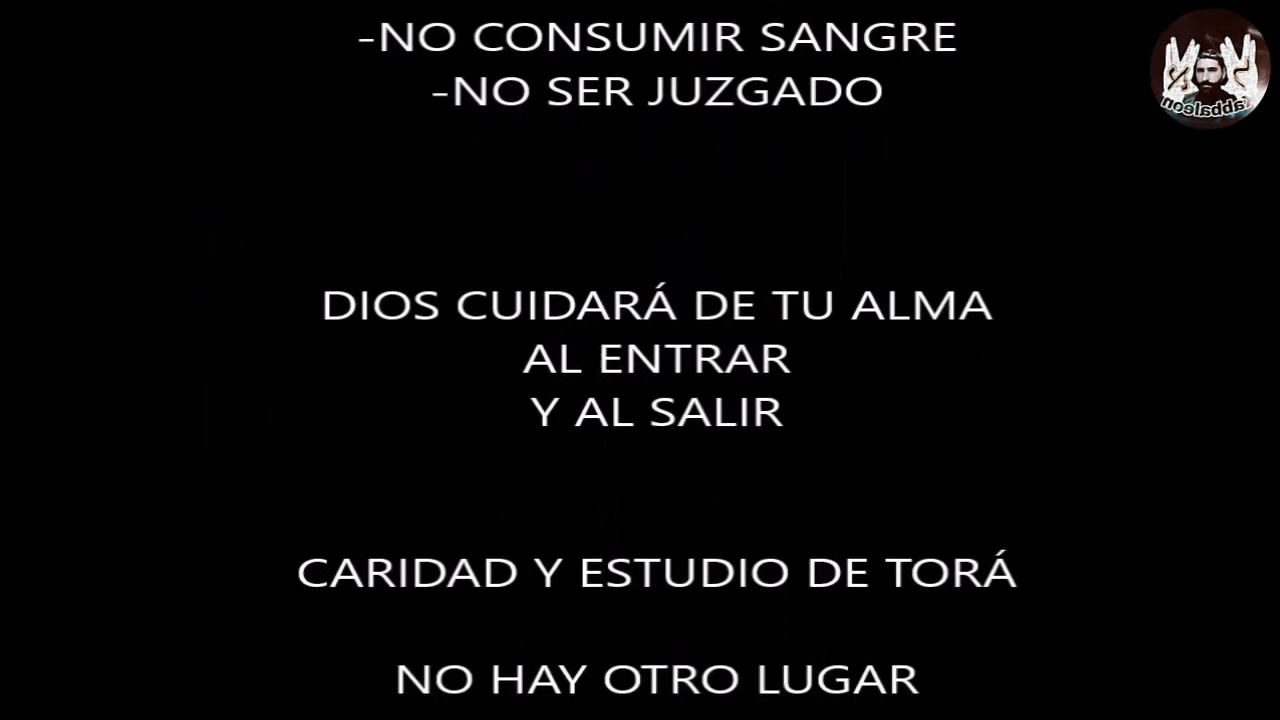 -NO CONSUMIR SANGRE
-NO SER JUZGADO
DIOS CUIDARÁ DE TU ALMA
AL ENTRAR
Y AL SALIR
CARIDAD Y ESTUDIO DE TORÁ
NO HAY OTRO LUGAR